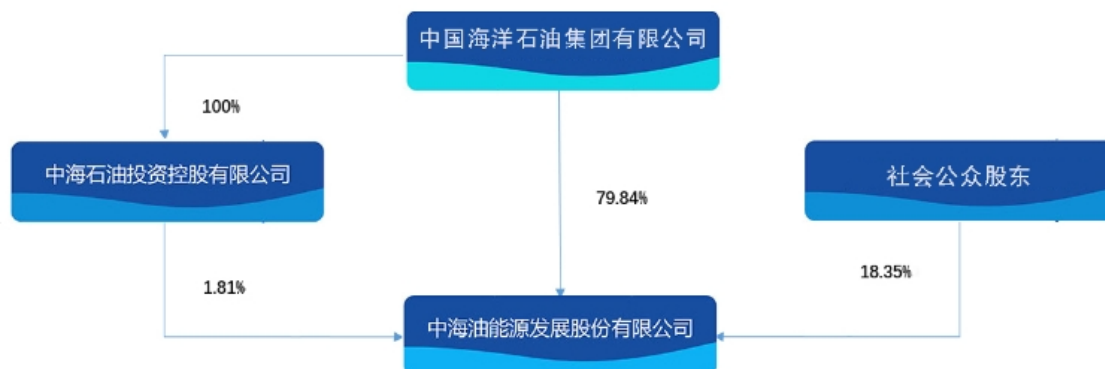 中国海洋石油集团有限公司
100%
中海石油投资控股有限公司
79.84%
社会公众股东
1.81%
18.35%
中海油能源发展股份有限公司